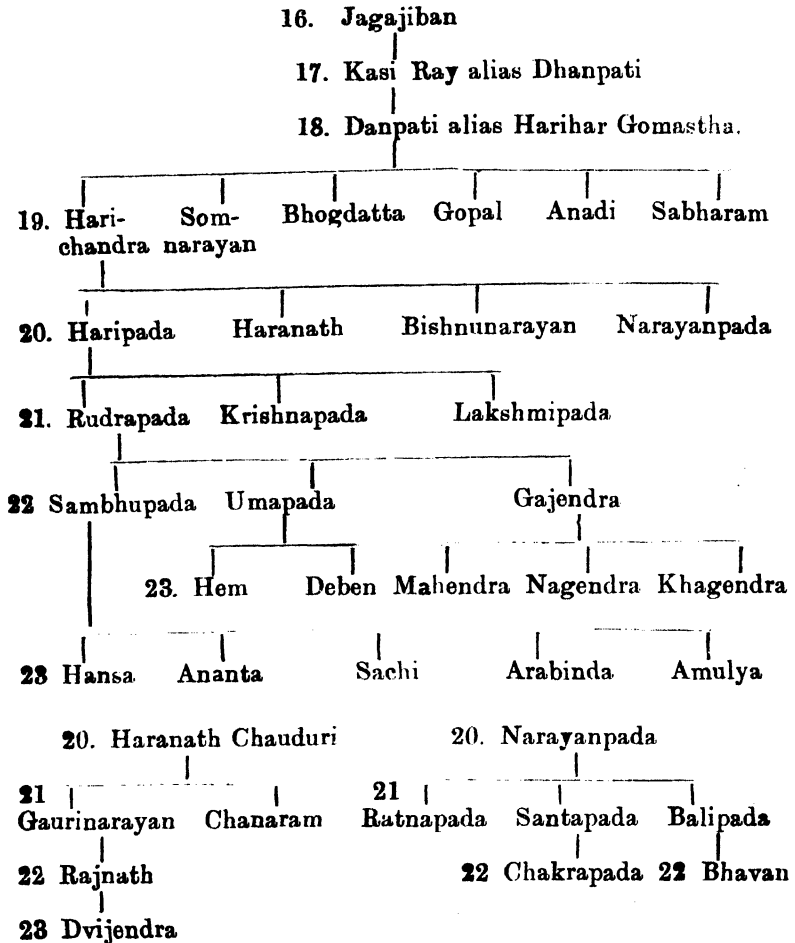 16. Jagajiban
17. Kasi Ray alias Dhanpati
18. Danpati alias Harihar Gomastha.
19. Hari- Som- Bhogdatta Gopal Anadi Sabharam
chandra narayan
20. Haripada Haranath Bishnunarayan Narayanpada
21. Rudrapada Krishnapada Lakshmipada
22 Sambhupada Umapada Gajendra
23. Hem Deben Mahendra Nagendra Khagendra
23 Hansa Ananta Sachi Arabinda Amulya
20. Haranath Chauduri 20. Narayanpada
21 21
Gaurinarayan Chanaram Ratnapada Santapada Balipada
22 Rajnath 22 Chakrapada 22 Bhavan
23 Dvijendra